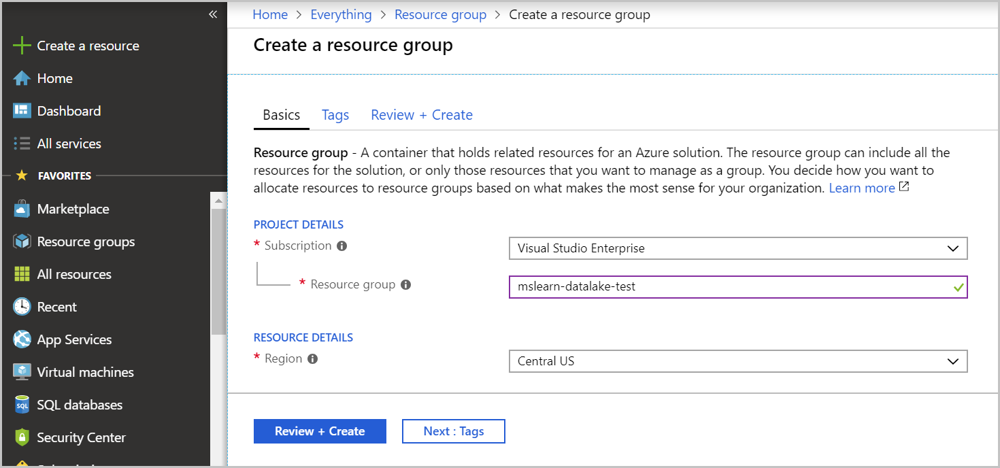 «
Create a resource
Home
Dashboard
All services
FAVORITES
Marketplace
Resource groups
All resources
Recent
App Services
Virtual machines
SQL
SQL databases
Security Center
Home > Everything > Resource group > Create a resource group
Create a resource group
Basics Tags Review + Create
Resource group - A container that holds related resources for an Azure solution. The resource group can include all the
resources for the solution, or only those resources that you want to manage as a group. You decide how you want to
allocate resources to resource groups based on what makes the most sense for your organization. Learn more
PROJECT DETAILS
* Subscription Visual Studio Enterprise
* Resource group mslearn-datalake-test
RESOURCE DETAILS
* Region Central US
Review + Create Next : Tags